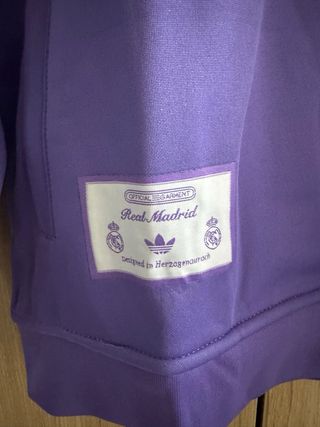 OFFICIAL GARMENT
Real Madrid
Designed in Herzogenaurach